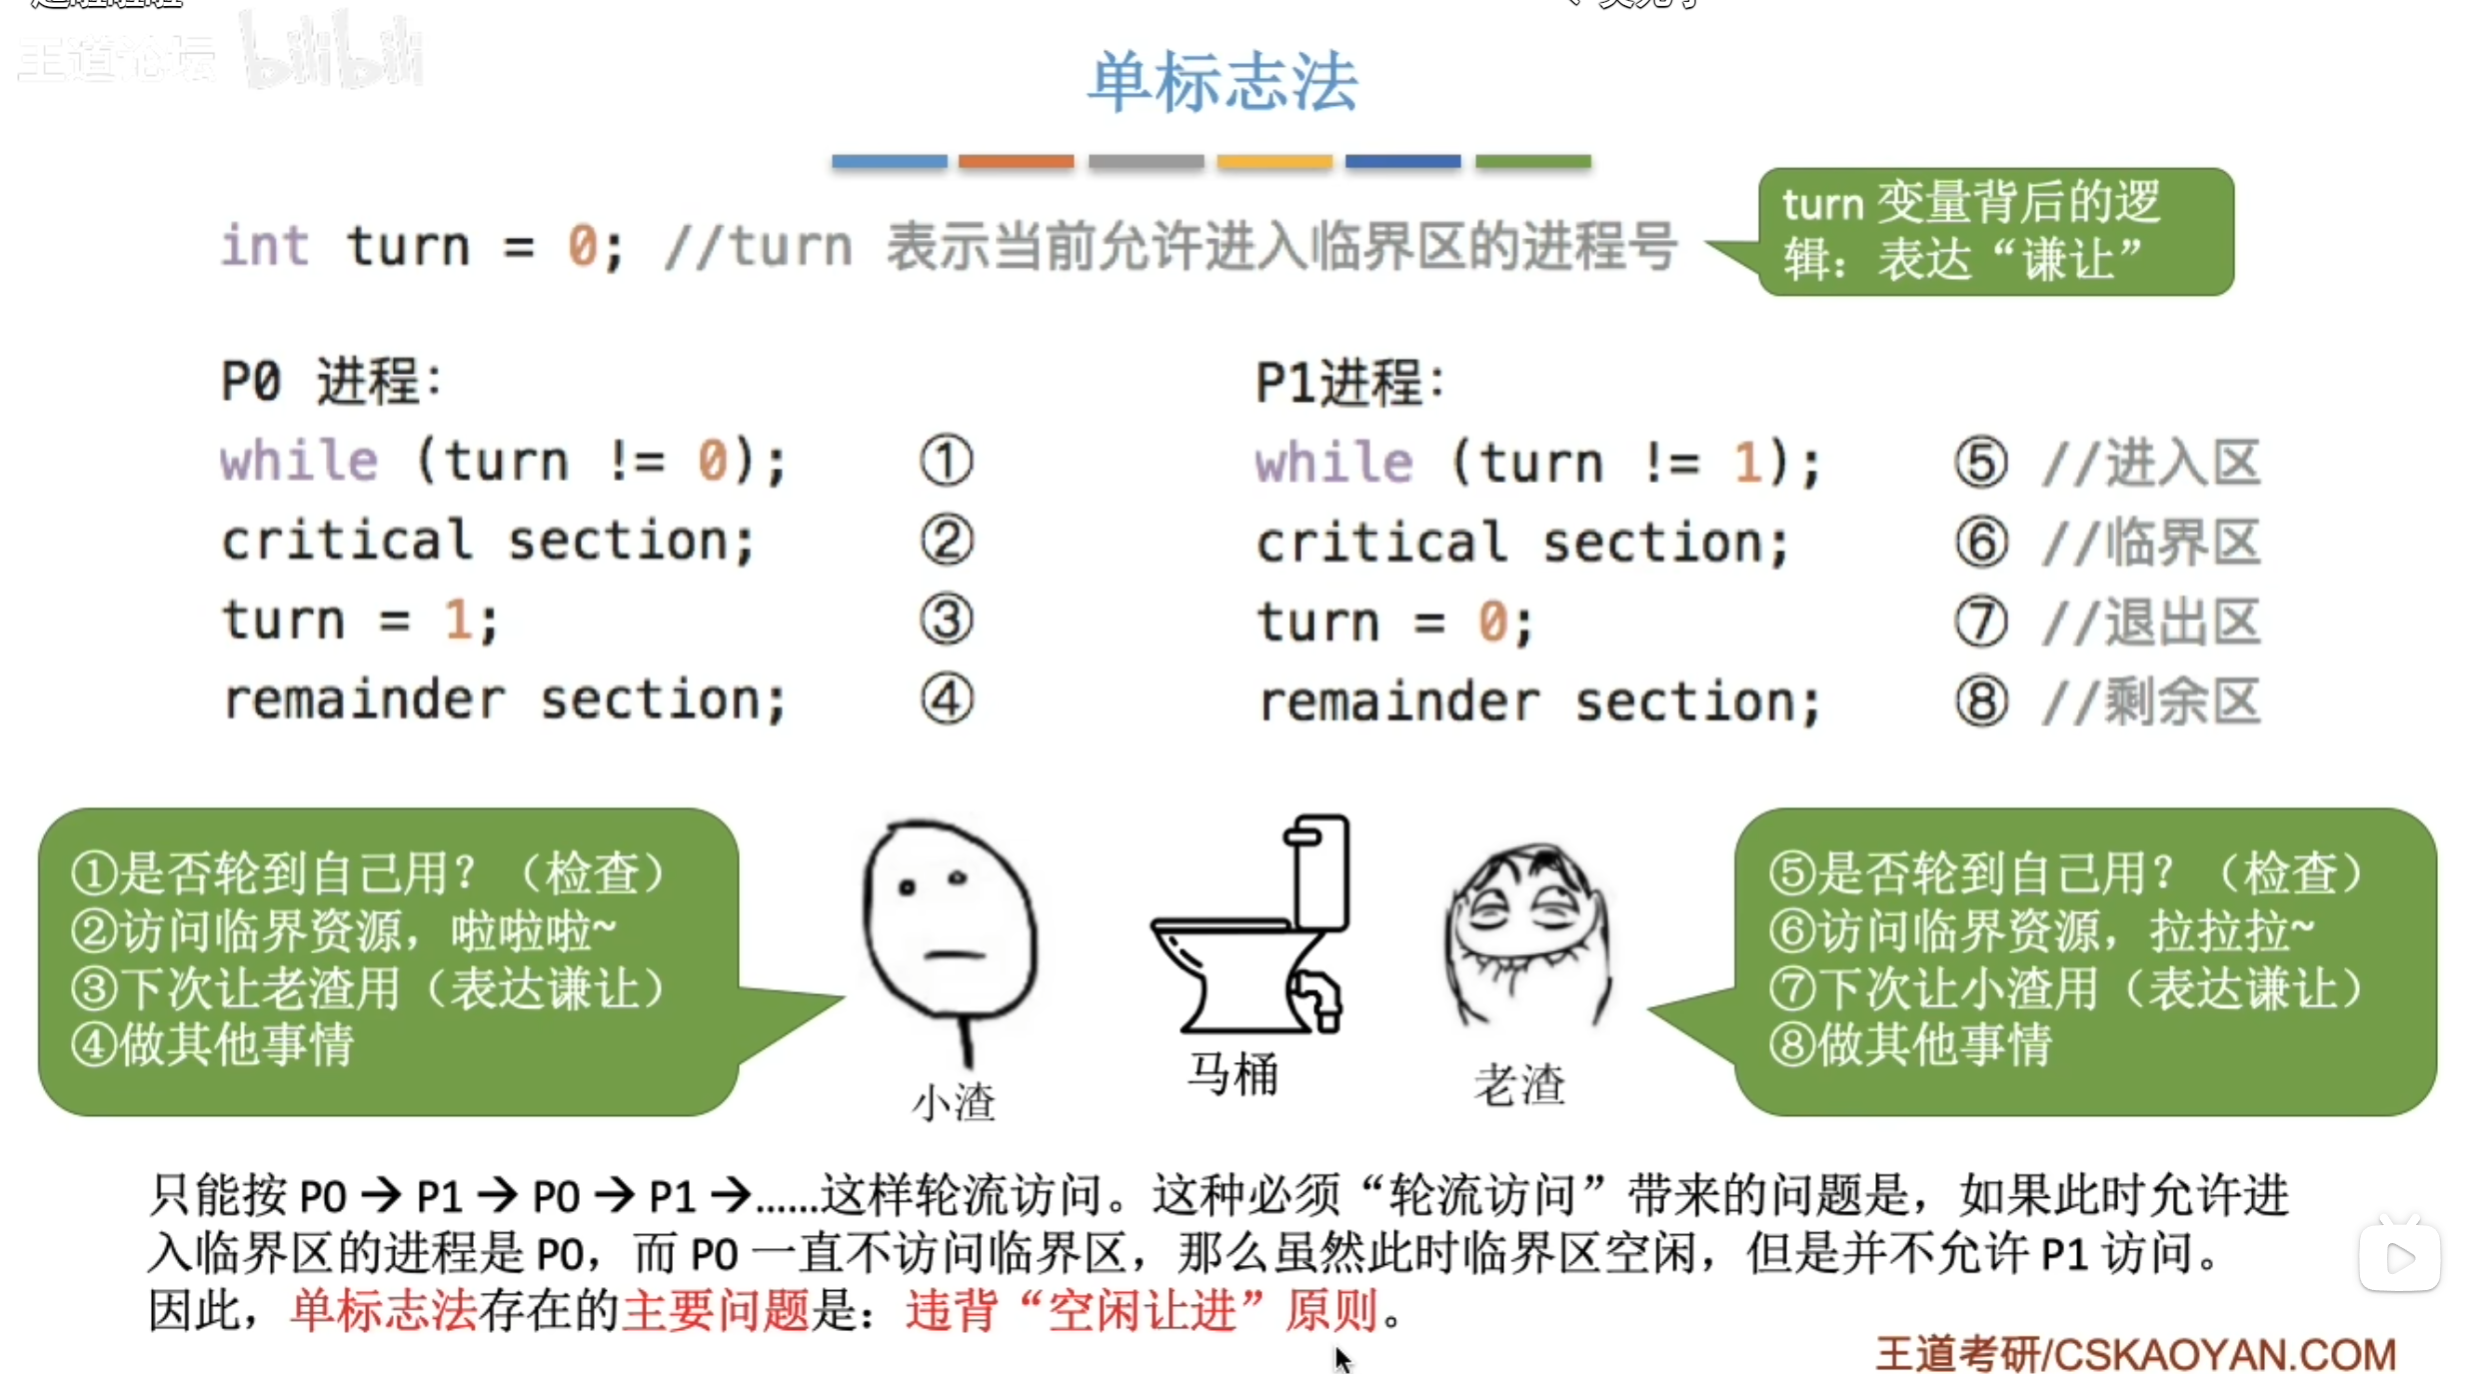 王道论坛 bilibili
单标志法
int turn = 0; //turn 表示当前允许进入临界区的进程号
turn 变量背后的逻
辑：表达“谦让”
P0 进程：
while (turn != 0); ①
critical section; ②
turn = 1; ③
remainder section; ④
P1进程：
while (turn != 1); ⑤ //进入区
critical section; ⑥ //临界区
turn = 0; ⑦ //退出区
remainder section; ⑧ //剩余区
①是否轮到自己用？（检查）
②访问临界资源，啦啦啦~
③下次让老渣用（表达谦让）
④做其他事情
小渣
马桶
老渣
⑤是否轮到自己用？（检查）
⑥访问临界资源，拉拉拉~
⑦下次让小渣用（表达谦让）
⑧做其他事情
只能按 P0 → P1 → P0 → P1 →……这样轮流访问。这种必须“轮流访问”带来的问题是，如果此时允许进
入临界区的进程是 P0，而 P0 一直不访问临界区，那么虽然此时临界区空闲，但是并不允许 P1 访问。
因此，单标志法存在的主要问题是：违背“空闲让进”原则。
王道考研/CSKAOYAN.COM